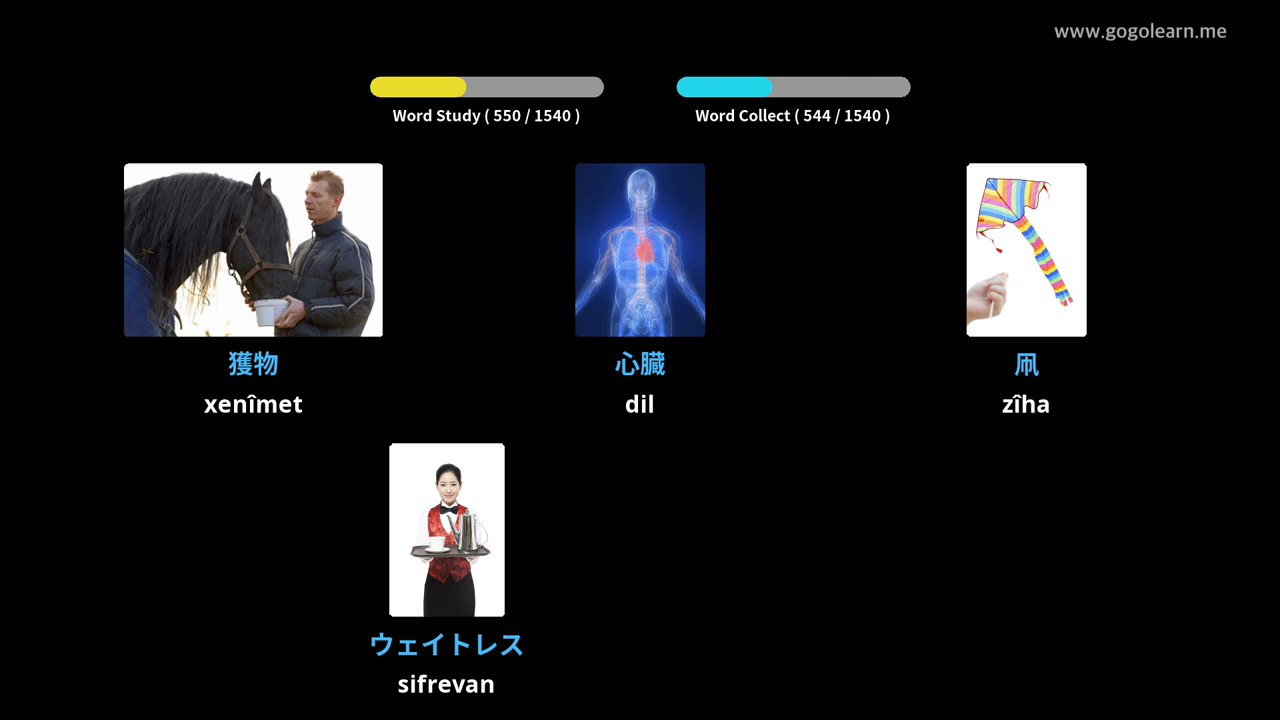 www.gogolearn.me
Word Study ( 550 / 1540 )
Word Collect ( 544 / 1540 )
獲物
xenîmet
心臓
dil
凧
zîha
ウェイトレス
sifrevan